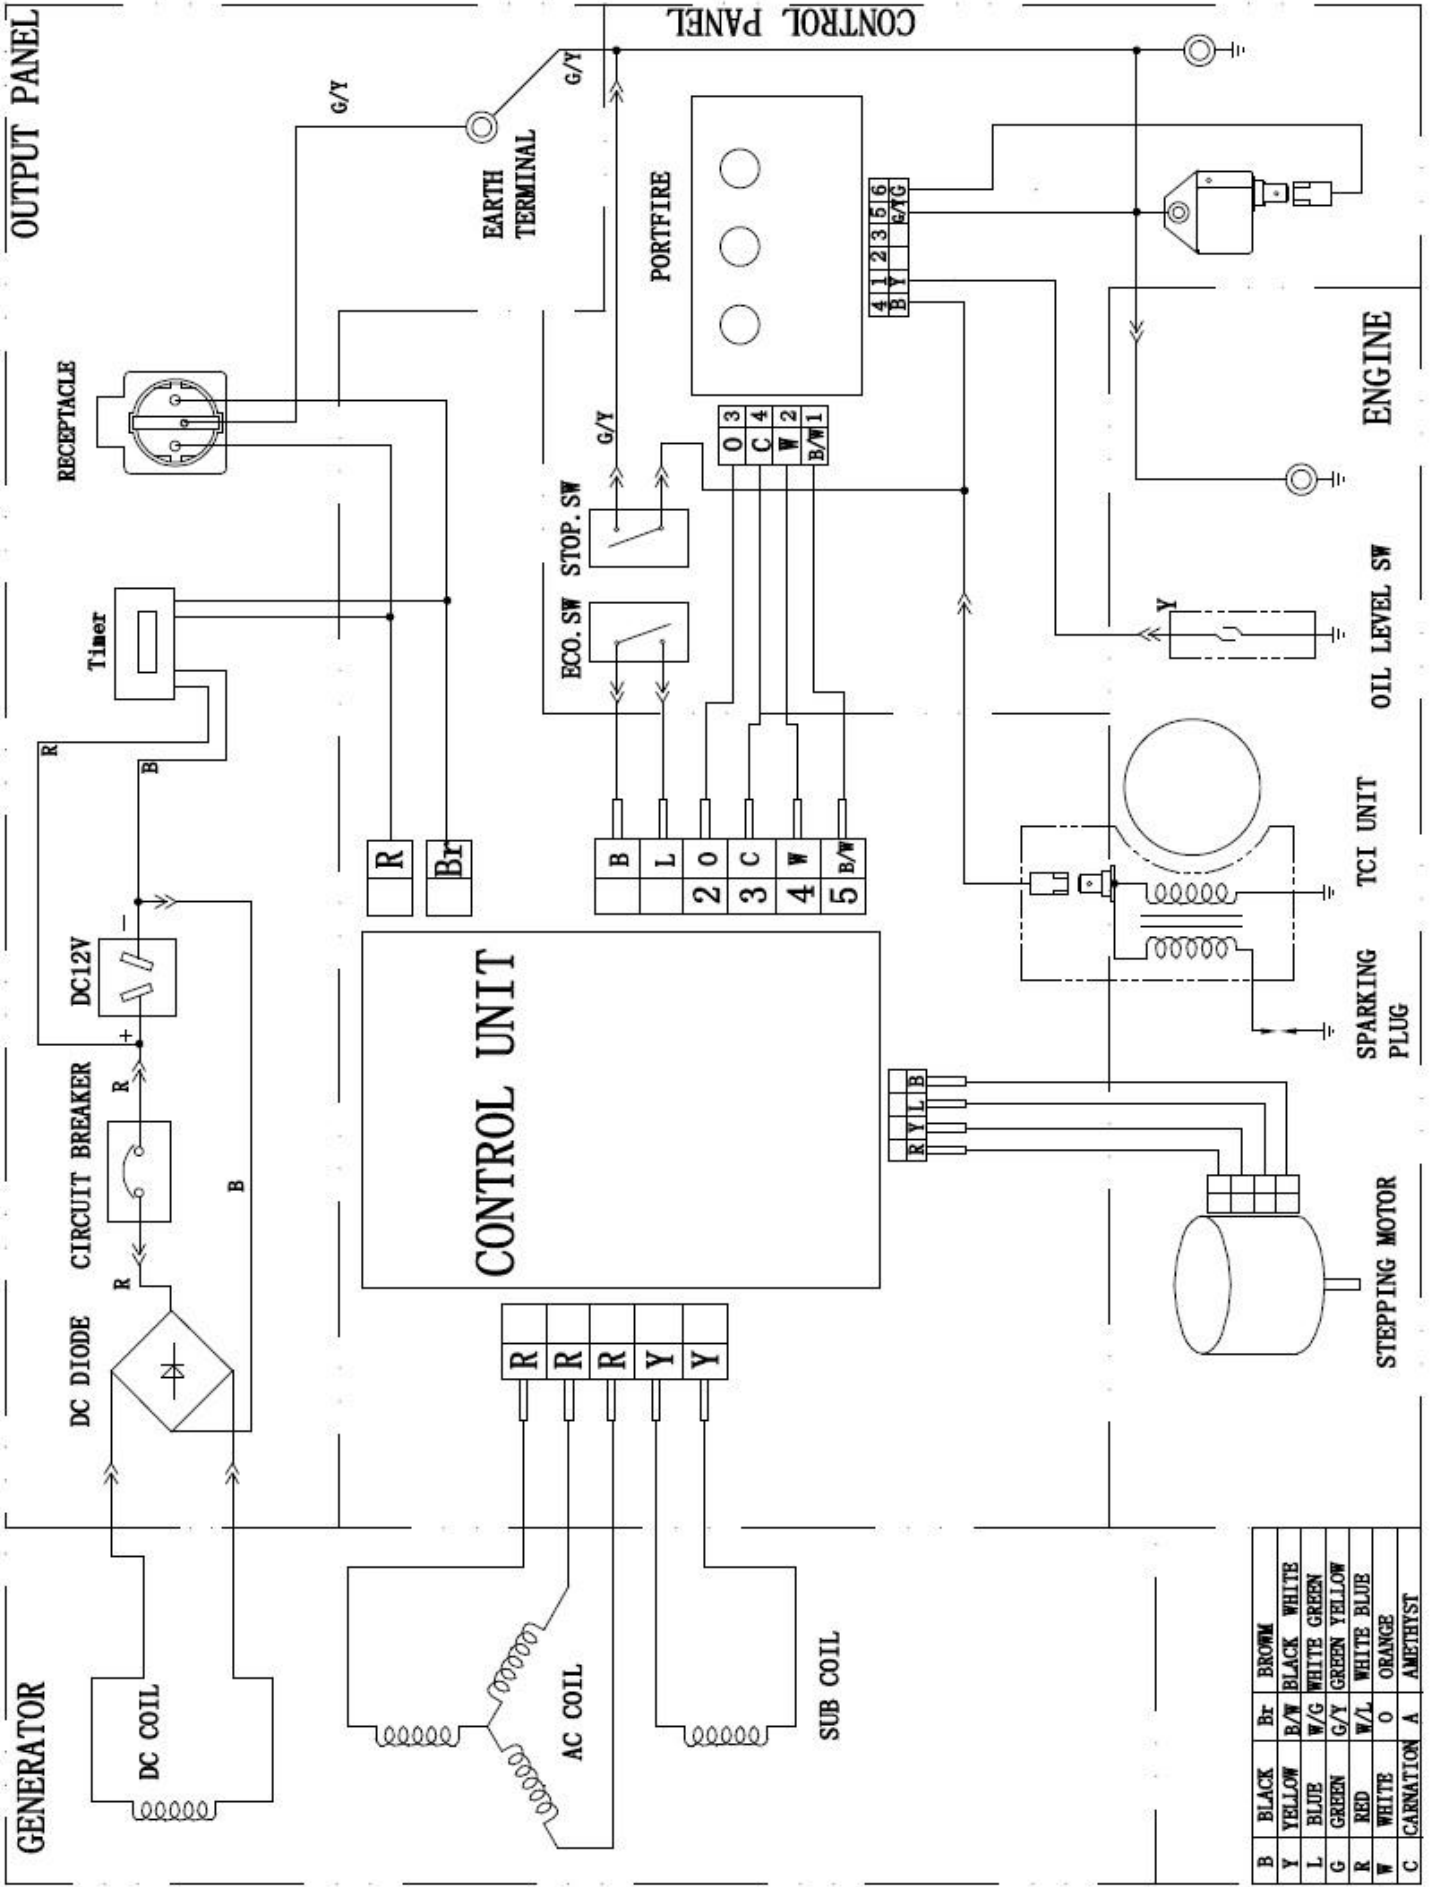 GENERATOR
DC COIL
AC COIL
SUB COIL
OUTPUT PANEL
DC DIODE
CIRCUIT BREAKER
R
R
B
DC12V
+
−
R
B
Timer
RECEPTACLE
G/Y
EARTH
TERMINAL
G/Y
R
Br
CONTROL PANEL
ECO.SW
STOP.SW
G/Y
PORTFIRE
O 3
C 4
W 2
B/W 1
4 1 2 3 5 6
B Y G/Y G
B
L
2 O
3 C
4 W
5 B/W
CONTROL UNIT
R
R
R
Y
Y
R Y L B
ENGINE
STEPPING MOTOR
SPARKING
PLUG
TCI UNIT
OIL LEVEL SW
Y
B BLACK Br BROWM
Y YELLOW B/W BLACK WHITE
L BLUE W/G WHITE GREEN
G GREEN G/Y GREEN YELLOW
R RED W/L WHITE BLUE
W WHITE O ORANGE
C CARNATION A AMETHYST